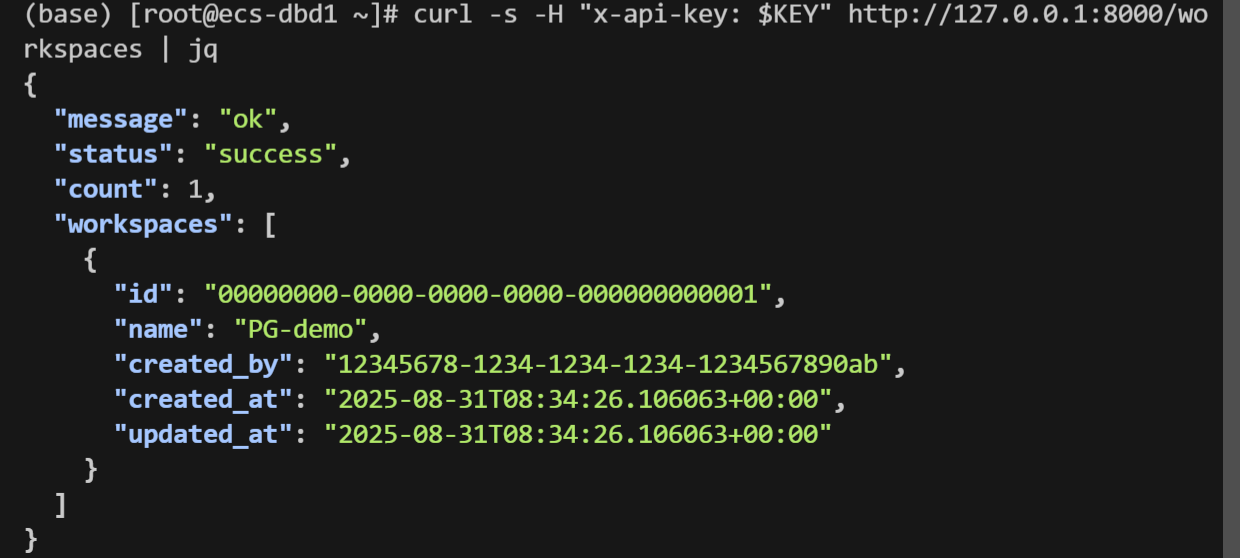 (base) [root@ecs-dbd1 ~]# curl -s -H "x-api-key: $KEY" http://127.0.0.1:8000/wo
rkspaces | jq
{
  "message": "ok",
  "status": "success",
  "count": 1,
  "workspaces": [
    {
      "id": "00000000-0000-0000-0000-000000000001",
      "name": "PG-demo",
      "created_by": "12345678-1234-1234-1234-1234567890ab",
      "created_at": "2025-08-31T08:34:26.106063+00:00",
      "updated_at": "2025-08-31T08:34:26.106063+00:00"
    }
  ]
}